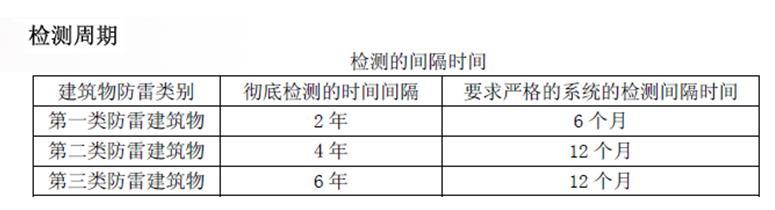 检测周期
检测的间隔时间
建筑物防雷类别 彻底检测的时间间隔 要求严格的系统的检测间隔时间
第一类防雷建筑物 2 年 6 个月
第二类防雷建筑物 4 年 12 个月
第三类防雷建筑物 6 年 12 个月